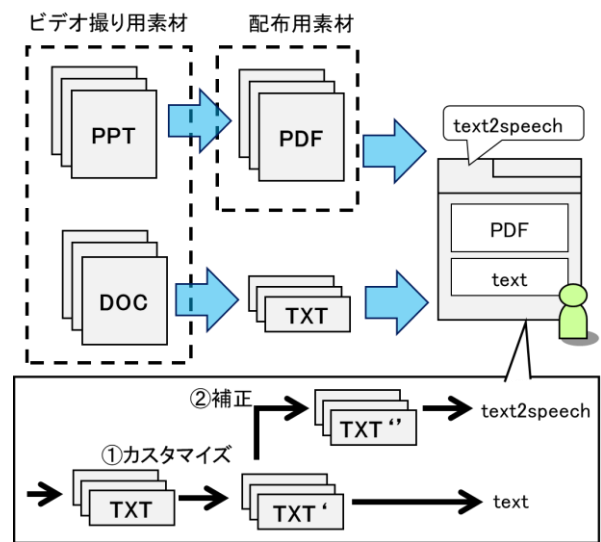 ビデオ撮り用素材
配布用素材
PPT
PDF
text2speech
PDF
text
DOC
TXT
②補正
TXT‘’
text2speech
①カスタマイズ
TXT
TXT‘
text